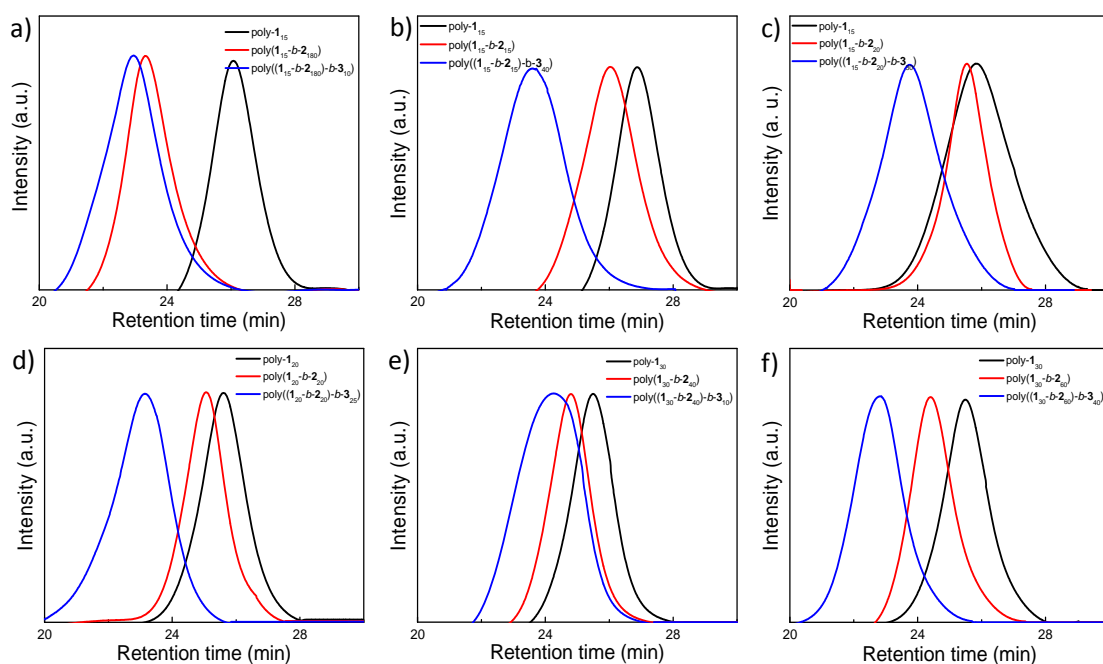 a)
poly-1₁₅
poly(1₁₅-b-2₁₈₀)
poly((1₁₅-b-2₁₈₀)-b-3₁₀)
Intensity (a.u.)
20 24 28
Retention time (min)
b)
poly-1₁₅
poly(1₁₅-b-2₁₅)
poly((1₁₅-b-2₁₅)-b-3₄₀)
Intensity (a.u.)
20 24 28
Retention time (min)
c)
poly-1₁₅
poly(1₁₅-b-2₂₀)
Intensity (a. u.)
20 24 28
Retention time (min)
d)
poly-1₂₀
poly(1₂₀-b-2₂₀)
poly((1₂₀-b-2₂₀)-b-3₂₅)
Intensity (a.u.)
20 24 28
Retention time (min)
e)
poly-1₃₀
poly(1₃₀-b-2₄₀)
poly((1₃₀-b-2₄₀)-b-3₁₀)
Intensity (a.u.)
20 24 28
Retention time (min)
f)
poly-1₃₀
poly(1₃₀-b-2₆₀)
poly((1₃₀-b-2₆₀)-b-3₄₀)
Intensity (a.u.)
20 24 28
Retention time (min)